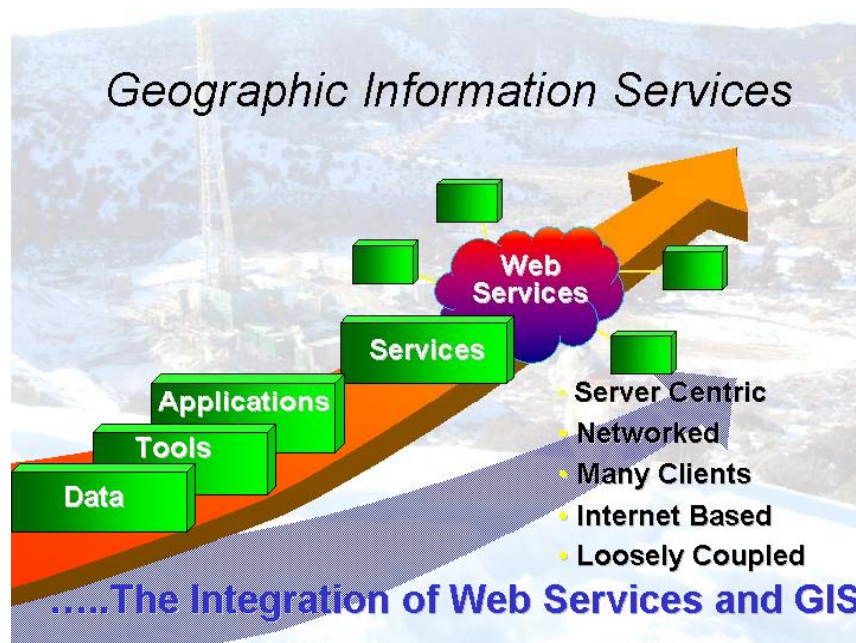 Geographic Information Services
Web
Services
Services
Applications
Tools
Data
• Server Centric
• Networked
• Many Clients
• Internet Based
• Loosely Coupled
.....The Integration of Web Services and GIS